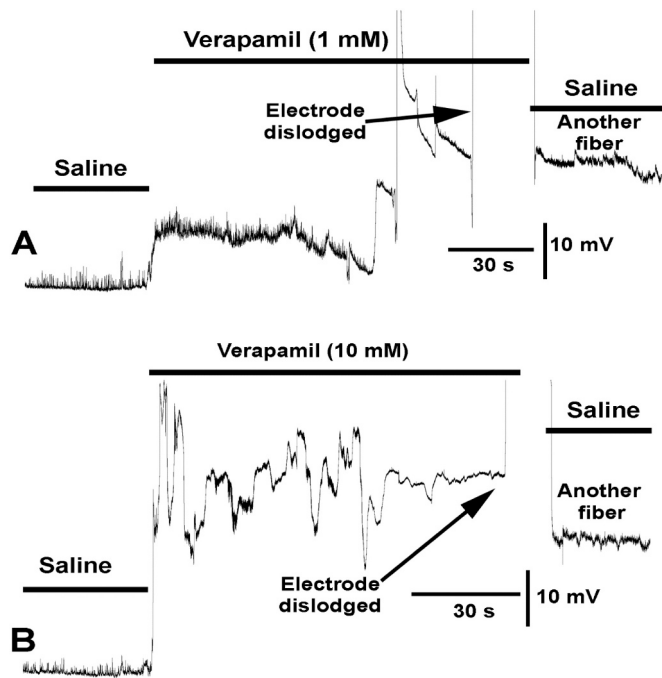 Verapamil (1 mM)
Electrode
dislodged
Saline
Another
fiber
Saline
A
10 mV
30 s
Verapamil (10 mM)
Saline
Another
fiber
Saline
Electrode
dislodged
30 s
10 mV
B